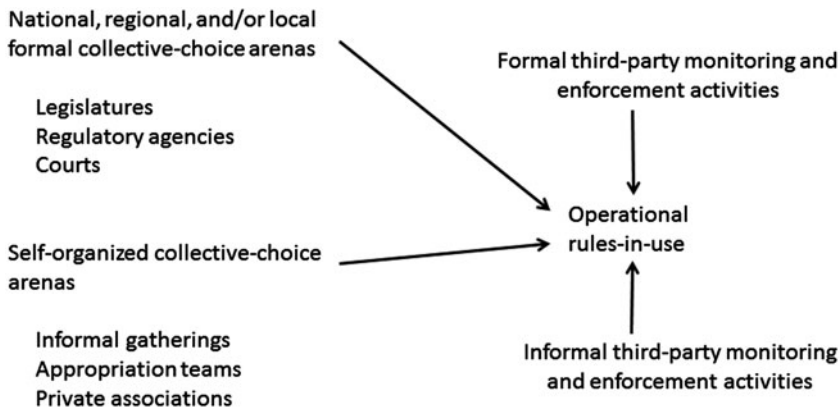 National, regional, and/or local
formal collective-choice arenas
Legislatures
Regulatory agencies
Courts
Self-organized collective-choice
arenas
Informal gatherings
Appropriation teams
Private associations
Formal third-party monitoring and
enforcement activities
Operational
rules-in-use
Informal third-party monitoring
and enforcement activities